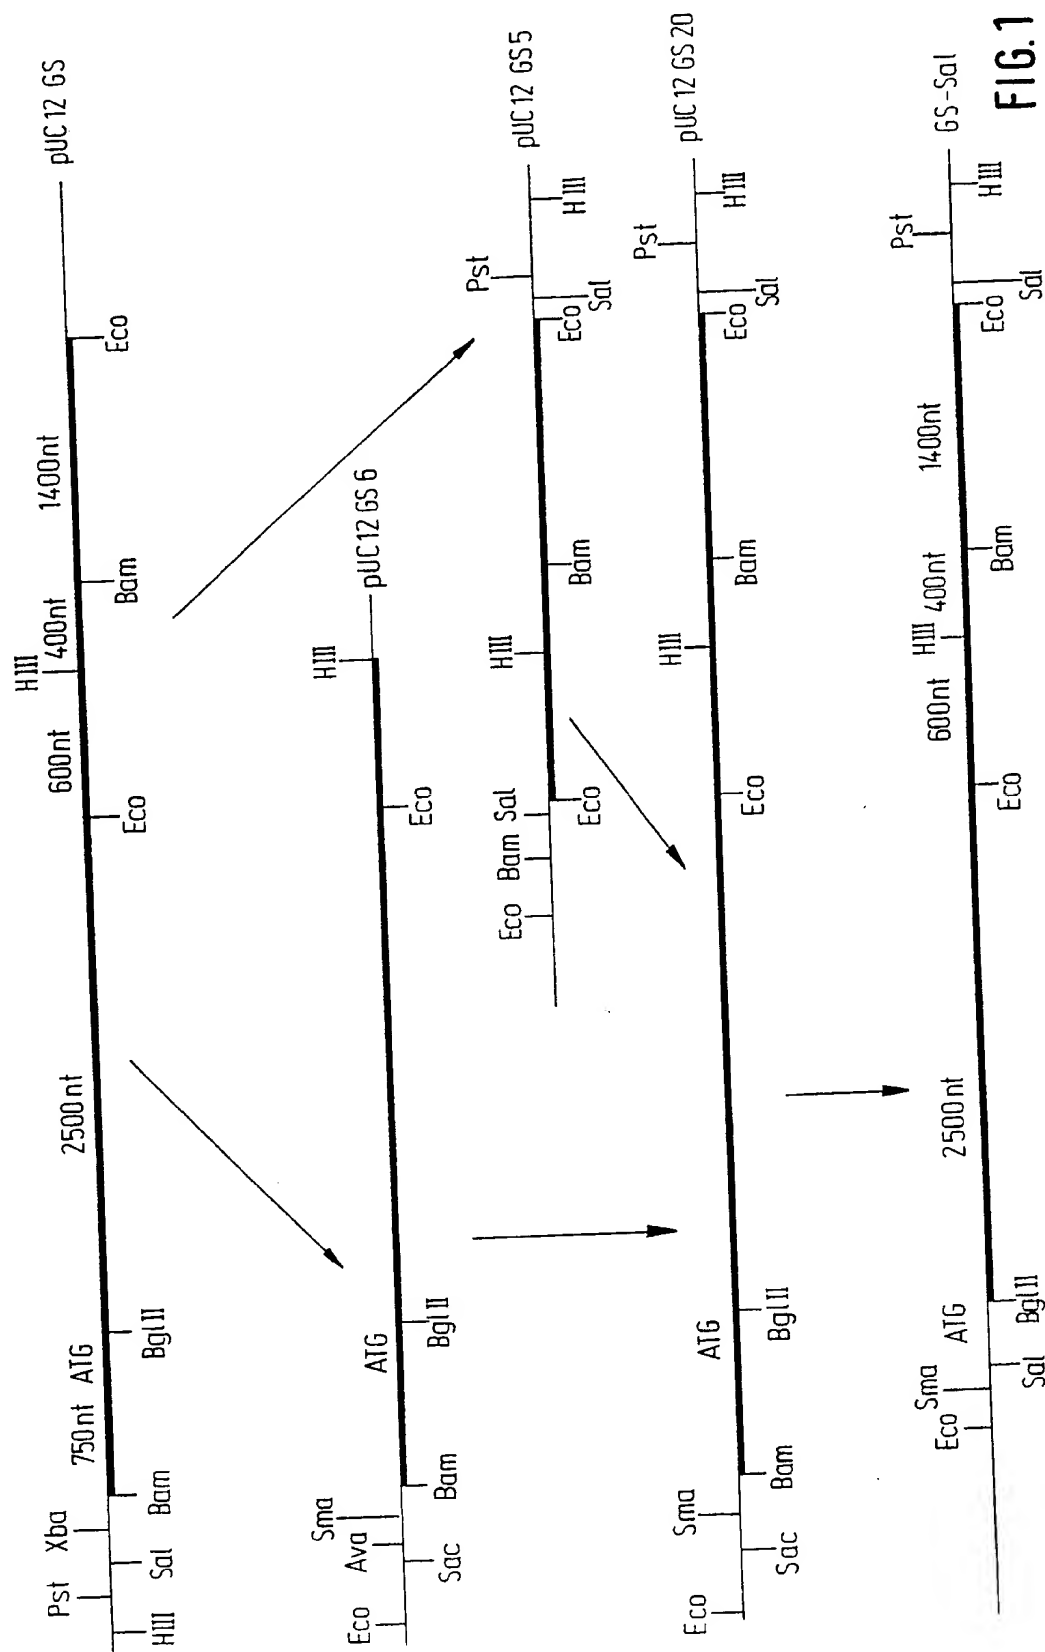 pUC12 GS
Pst Xba 750nt ATG 2500nt 600nt HIII 400nt 1400nt
HIII Sal Bam BglII Eco Bam Eco
pUC12 GS 6
Eco Ava Sma ATG HIII
Sac Bam BglII Eco
pUC12 GS5
Eco Bam Sal HIII Pst
Eco Bam Eco Sal HIII
pUC12 GS20
Eco Sma ATG HIII Pst
Sac Bam BglII Eco Bam Eco Sal HIII
GS-Sal
Eco Sma ATG 2500nt 600nt HIII 400nt 1400nt Pst
Sal BglII Eco Bam Eco Sal HIII
FIG.1